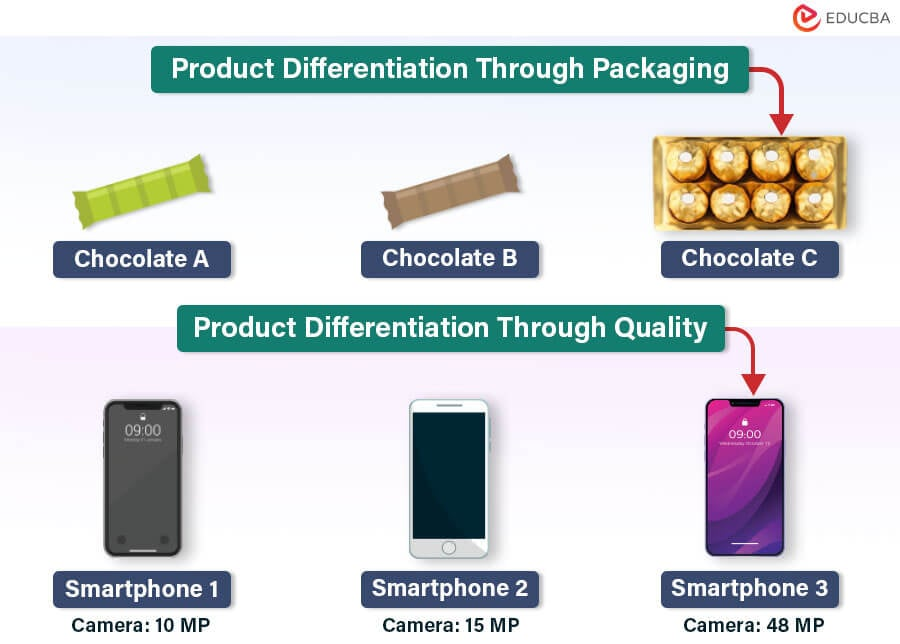 EDUCBA
Product Differentiation Through Packaging
Chocolate A
Chocolate B
Chocolate C
Product Differentiation Through Quality
09:00
09:00
Smartphone 1
Smartphone 2
Smartphone 3
Camera: 10 MP
Camera: 15 MP
Camera: 48 MP